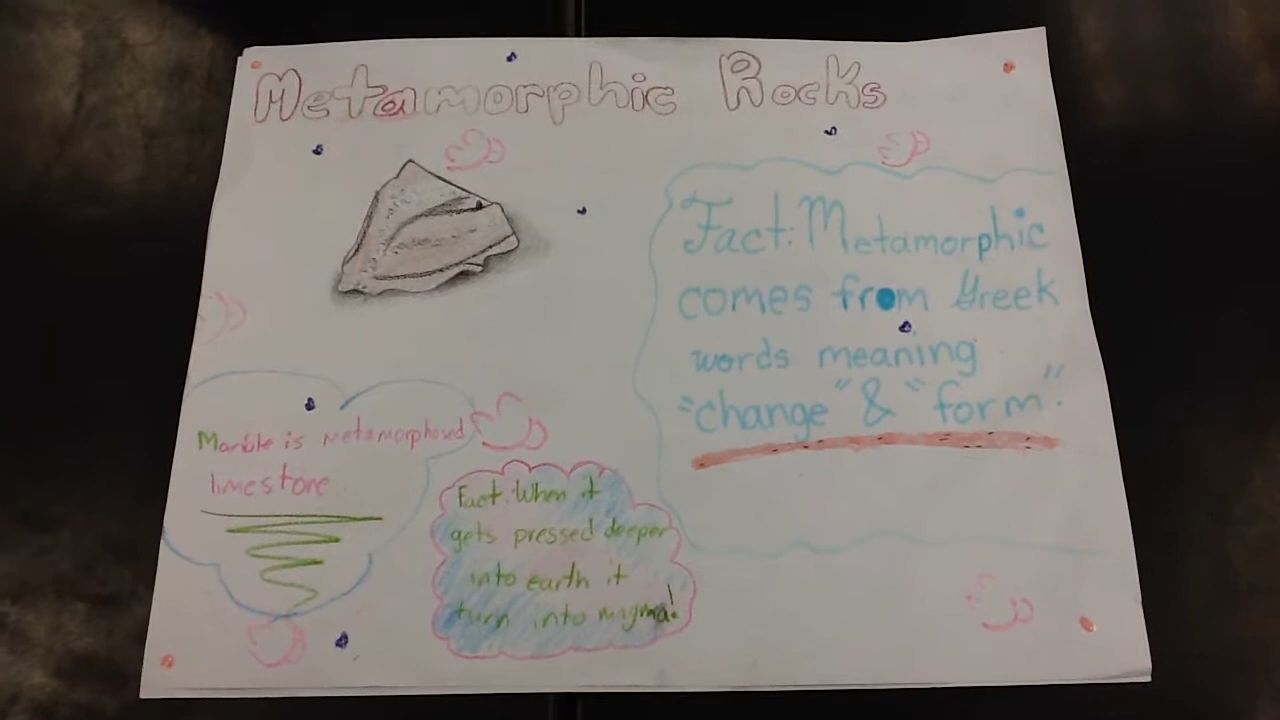 Metamorphic Rocks
Fact: Metamorphic
comes from Greek
words meaning
"change" & "form".
Marble is metamorphosed
limestone
Fact: When it
gets pressed deeper
into earth it
turn into magma!